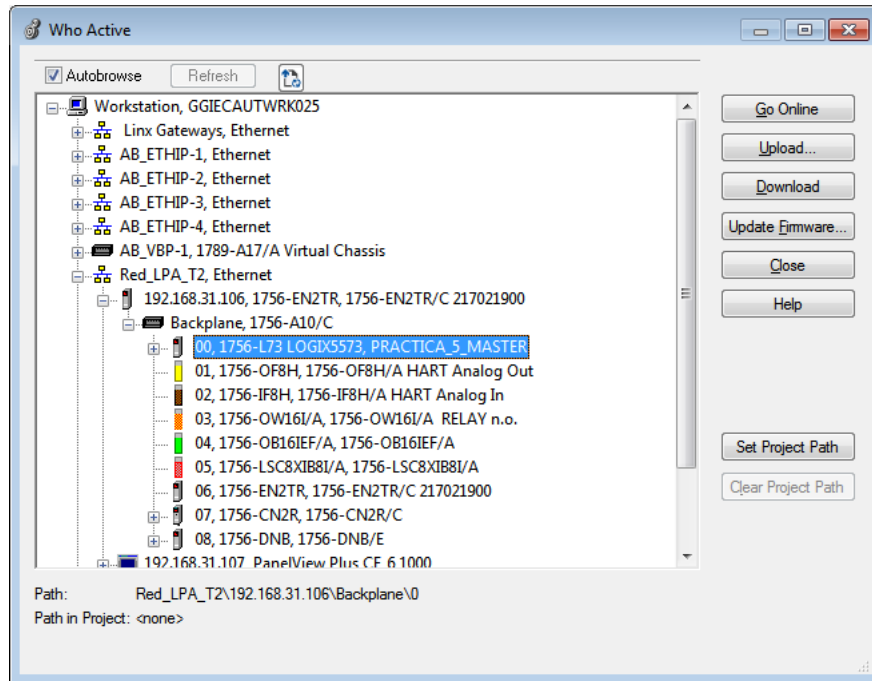 Who Active
Autobrowse
Refresh
Workstation, GGIECAUTWRK025
Linx Gateways, Ethernet
AB_ETHIP-1, Ethernet
AB_ETHIP-2, Ethernet
AB_ETHIP-3, Ethernet
AB_ETHIP-4, Ethernet
AB_VBP-1, 1789-A17/A Virtual Chassis
Red_LPA_T2, Ethernet
192.168.31.106, 1756-EN2TR, 1756-EN2TR/C 217021900
Backplane, 1756-A10/C
00, 1756-L73 LOGIX5573, PRACTICA_5_MASTER
01, 1756-OF8H, 1756-OF8H/A HART Analog Out
02, 1756-IF8H, 1756-IF8H/A HART Analog In
03, 1756-OW16I/A, 1756-OW16I/A RELAY n.o.
04, 1756-OB16IEF/A, 1756-OB16IEF/A
05, 1756-LSC8XIB8I/A, 1756-LSC8XIB8I/A
06, 1756-EN2TR, 1756-EN2TR/C 217021900
07, 1756-CN2R, 1756-CN2R/C
08, 1756-DNB, 1756-DNB/E
192.168.31.107, PanelView Plus CE 6 1000
Go Online
Upload...
Download
Update Firmware...
Close
Help
Set Project Path
Clear Project Path
Path: Red_LPA_T2\192.168.31.106\Backplane\0
Path in Project: <none>